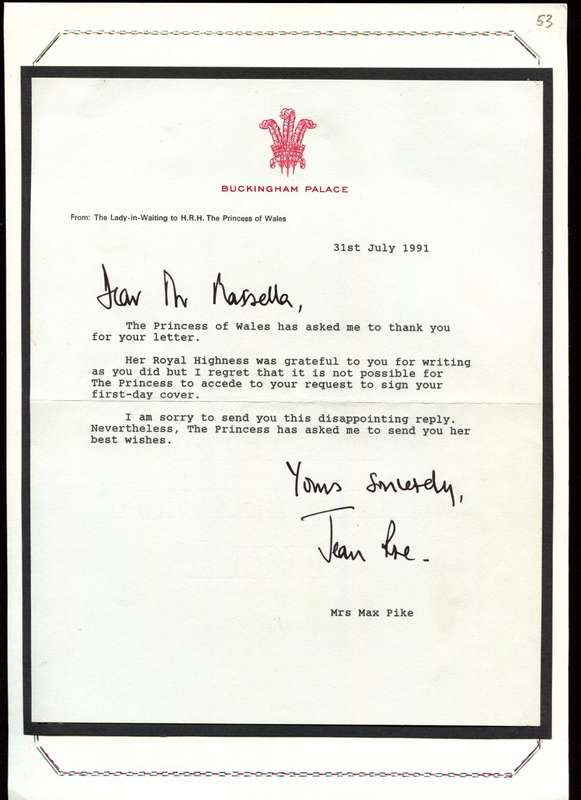 53
BUCKINGHAM PALACE
From: The Lady-in-Waiting to H.R.H. The Princess of Wales
31st July 1991
Dear Mr Massella,
The Princess of Wales has asked me to thank you
for your letter.
Her Royal Highness was grateful to you for writing
as you did but I regret that it is not possible for
The Princess to accede to your request to sign your
first-day cover.
I am sorry to send you this disappointing reply.
Nevertheless, The Princess has asked me to send you her
best wishes.
Yours sincerely,
Jean Pike.
Mrs Max Pike